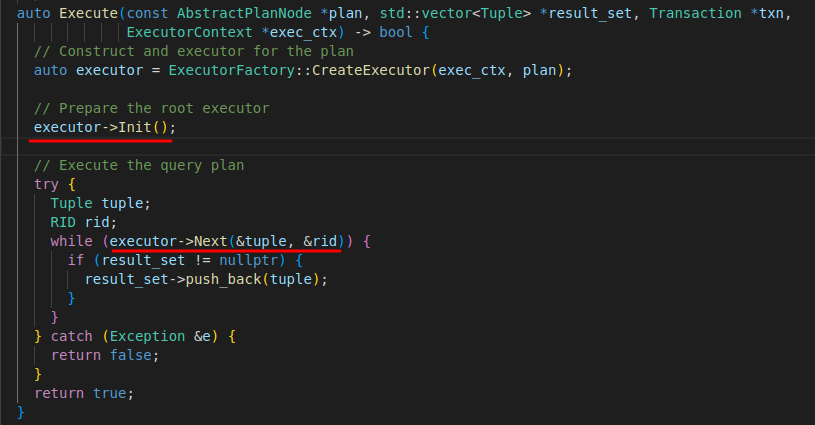 auto Execute(const AbstractPlanNode *plan, std::vector<Tuple> *result_set, Transaction *txn,
ExecutorContext *exec_ctx) -> bool {
// Construct and executor for the plan
auto executor = ExecutorFactory::CreateExecutor(exec_ctx, plan);
// Prepare the root executor
executor->Init();
// Execute the query plan
try {
Tuple tuple;
RID rid;
while (executor->Next(&tuple, &rid)) {
if (result_set != nullptr) {
result_set->push_back(tuple);
}
}
} catch (Exception &e) {
return false;
}
return true;
}